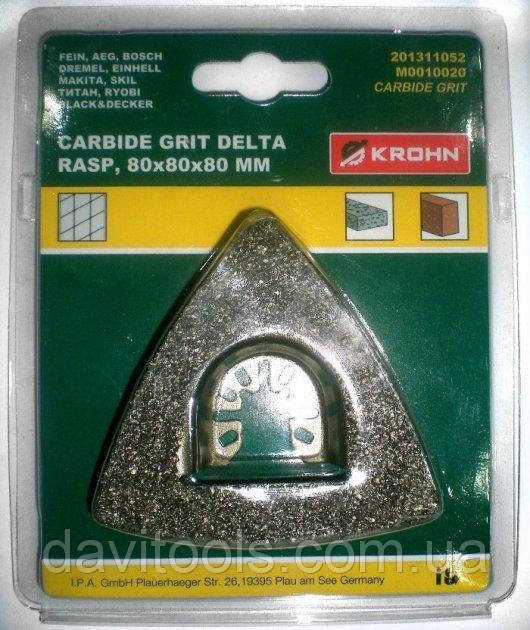 FEIN, AEG, BOSCH
DREMEL, EINHELL
MAKITA, SKIL
ТИТАН, RYOBI
BLACK&DECKER
201311052
M0010020
CARBIDE GRIT
CARBIDE GRIT DELTA
RASP, 80x80x80 MM
KROHN
davitools.com.ua
I.P.A. GmbH Plauerhaeger Str. 26,19395 Plau am See Germany